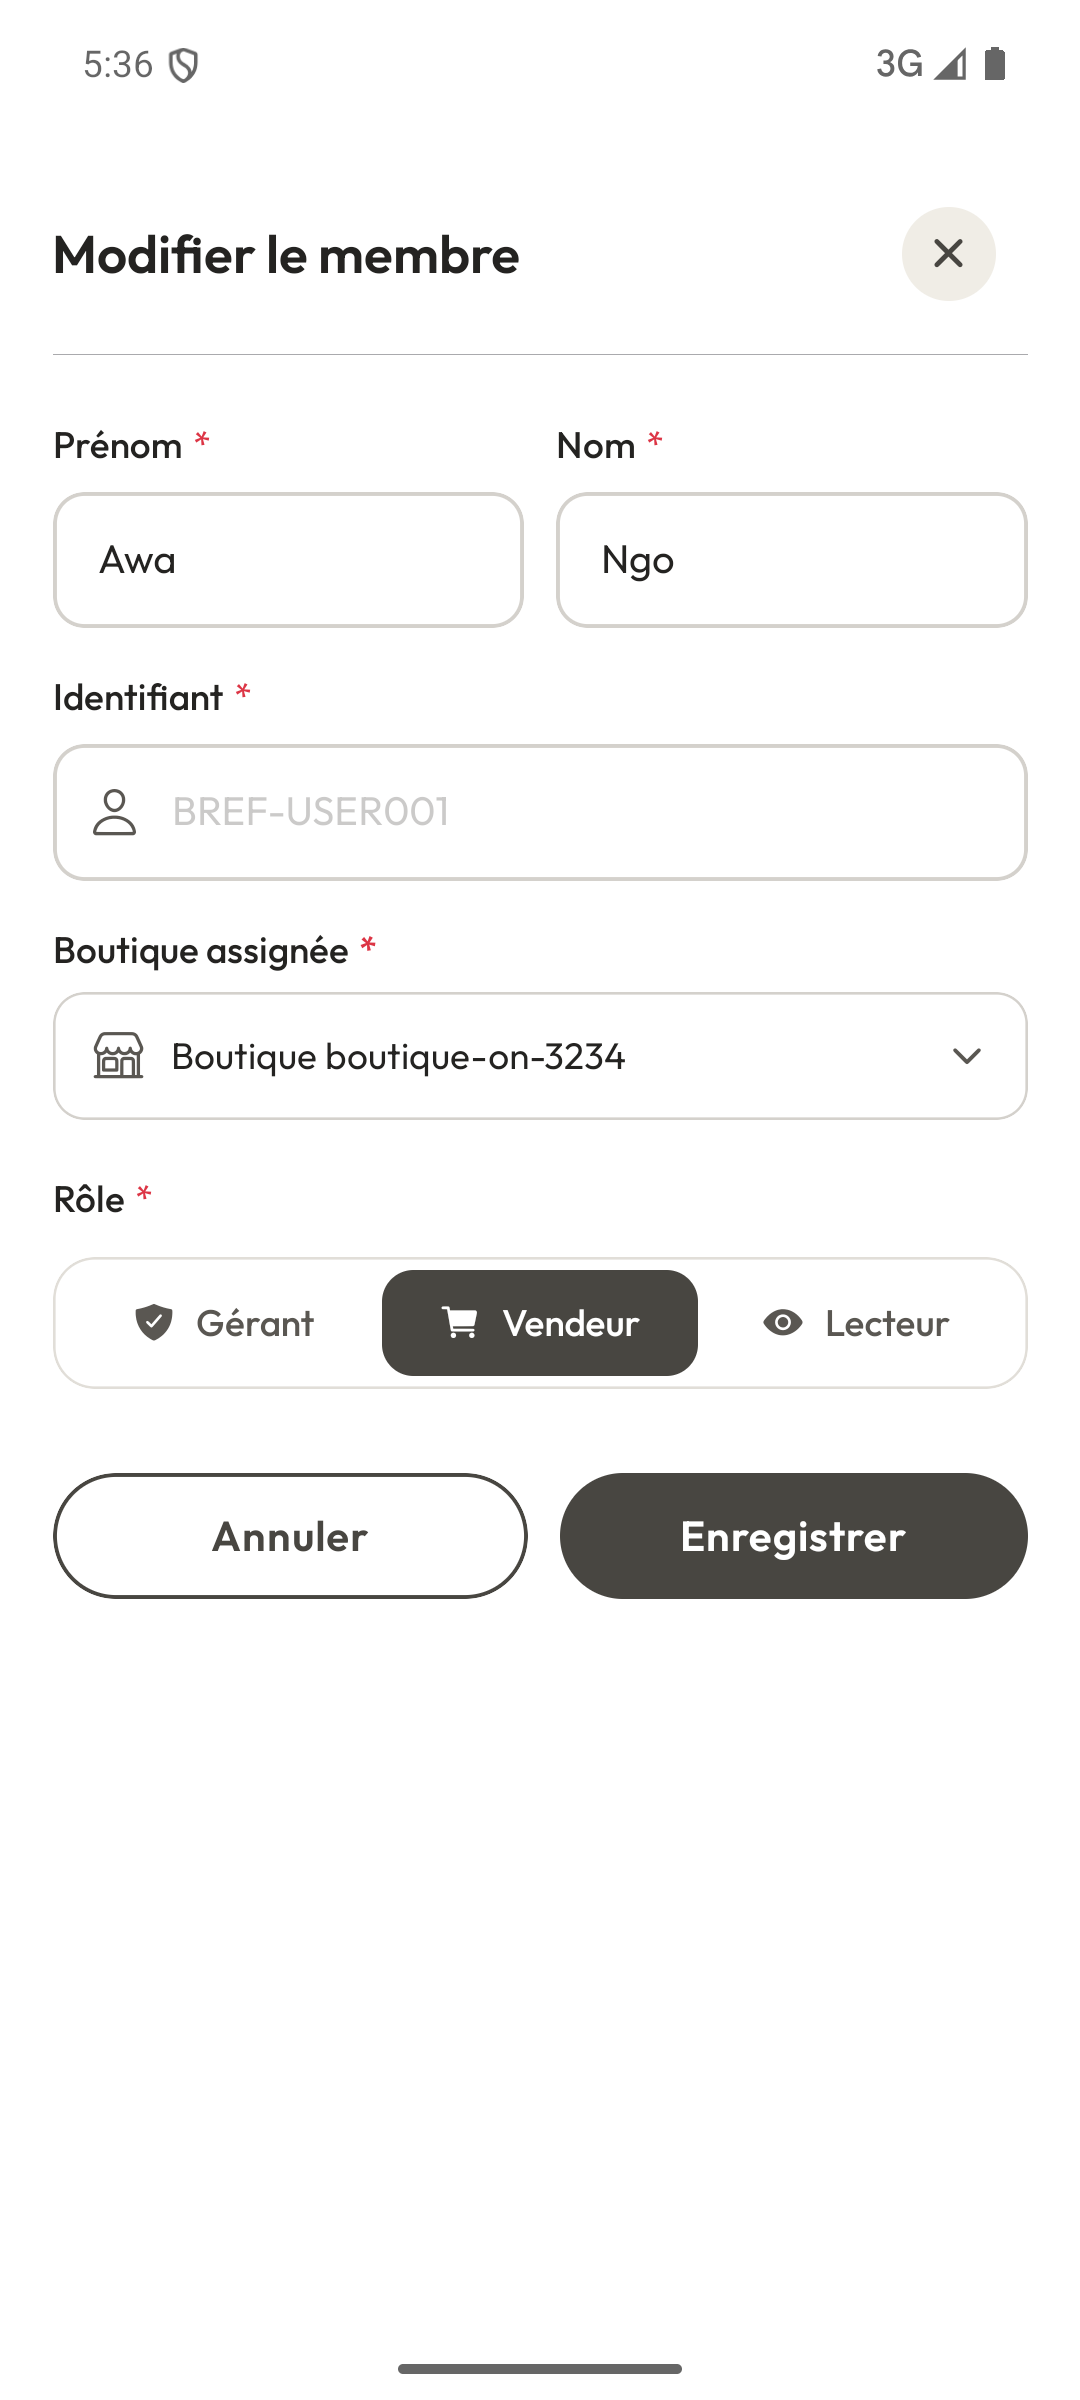 5:36
3G
Modifier le membre
Prénom *
Nom *
Awa
Ngo
Identifiant *
BREF-USER001
Boutique assignée *
Boutique boutique-on-3234
Rôle *
Gérant
Vendeur
Lecteur
Annuler
Enregistrer